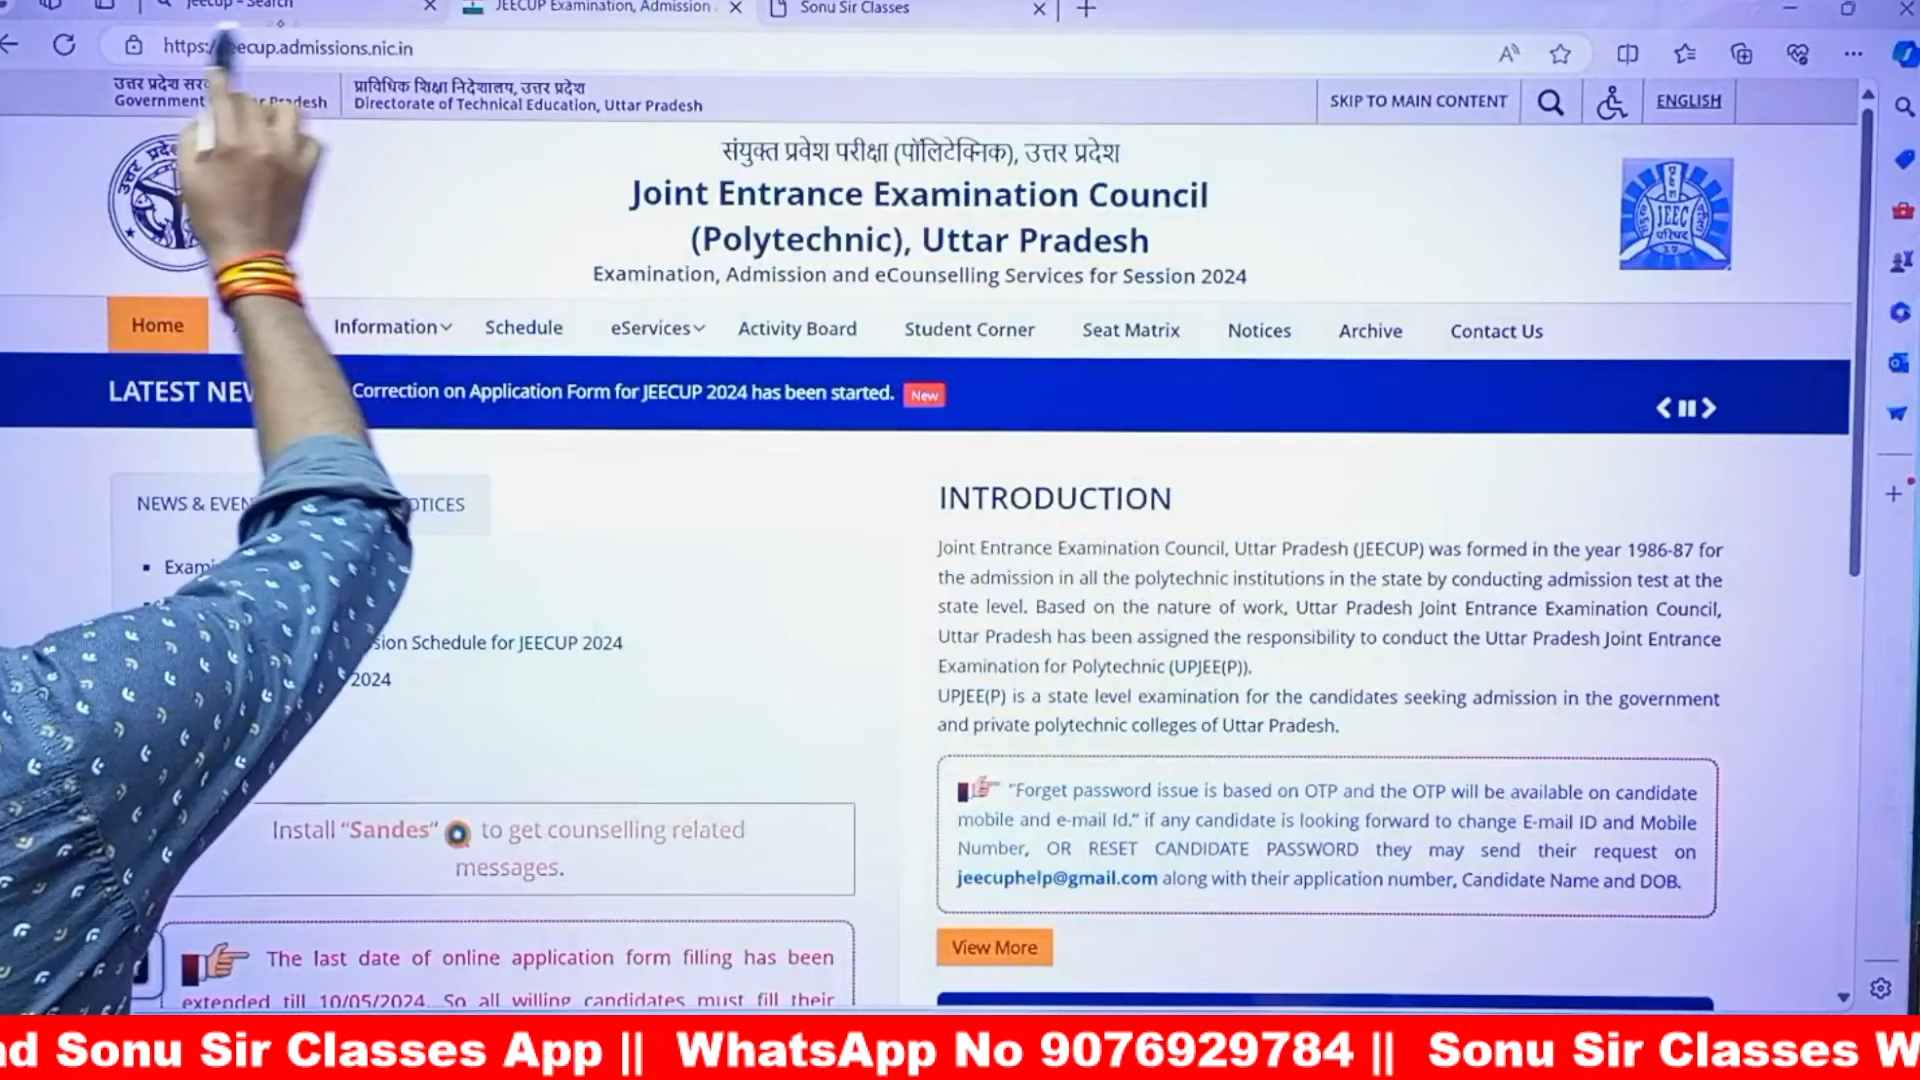 Search
JEECUP Examination, Admission
Sonu Sir Classes
https:/
eecup.admissions.nic.in
उत्तर प्रदेश
Government
Pradesh
प्राविधिक शिक्षा निदेशालय, उत्तर प्रदेश
Directorate of Technical Education, Uttar Pradesh
SKIP TO MAIN CONTENT
ENGLISH
संयुक्त प्रवेश परीक्षा (पॉलिटेक्निक), उत्तर प्रदेश
Joint Entrance Examination Council
(Polytechnic), Uttar Pradesh
Examination, Admission and eCounselling Services for Session 2024
JEEC
परिषद
Home
Information
Schedule
eServices
Activity Board
Student Corner
Seat Matrix
Notices
Archive
Contact Us
LATEST NEW
Correction on Application Form for JEECUP 2024 has been started.
New
NEWS & EVEN
OTICES
Exami
sion Schedule for JEECUP 2024
2024
Install "Sandes" to get counselling related
messages.
The last date of online application form filling has been
extended till 10/05/2024. So all willing candidates must fill their
INTRODUCTION
Joint Entrance Examination Council, Uttar Pradesh (JEECUP) was formed in the year 1986-87 for
the admission in all the polytechnic institutions in the state by conducting admission test at the
state level. Based on the nature of work, Uttar Pradesh Joint Entrance Examination Council,
Uttar Pradesh has been assigned the responsibility to conduct the Uttar Pradesh Joint Entrance
Examination for Polytechnic (UPJEE(P)).
UPJEE(P) is a state level examination for the candidates seeking admission in the government
and private polytechnic colleges of Uttar Pradesh.
"Forget password issue is based on OTP and the OTP will be available on candidate
mobile and e-mail Id." if any candidate is looking forward to change E-mail ID and Mobile
Number, OR RESET CANDIDATE PASSWORD they may send their request on
jeecuphelp@gmail.com along with their application number, Candidate Name and DOB.
View More
nd Sonu Sir Classes App || WhatsApp No 9076929784 || Sonu Sir Classes W